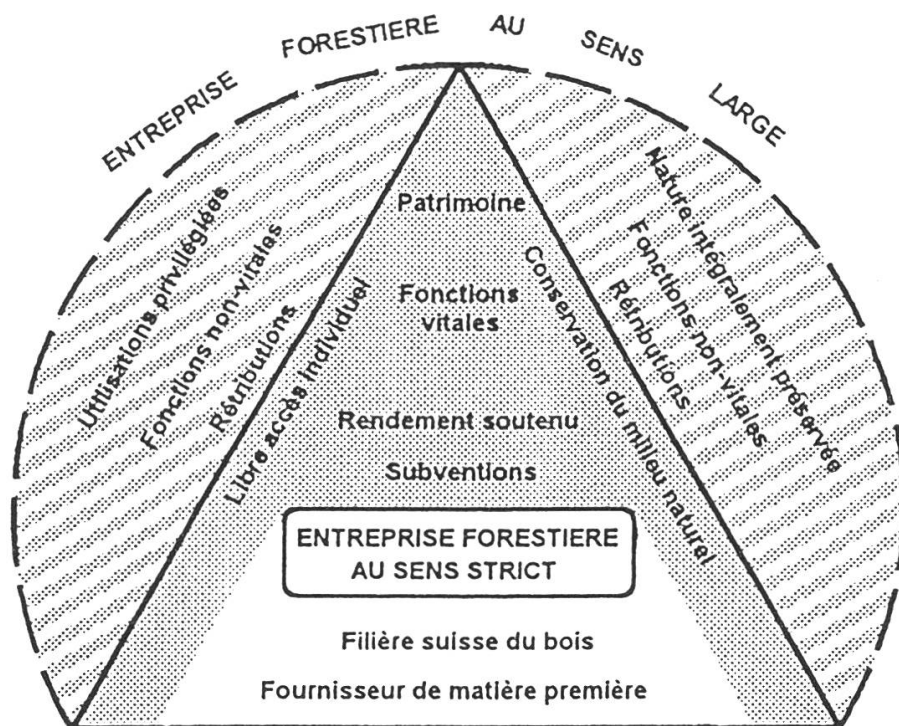 ENTREPRISE FORESTIERE AU SENS LARGE
Utilisations privilégiées
Fonctions non-vitales
Rétributions
Libre accès individuel
Patrimoine
Fonctions
vitales
Rendement soutenu
Subventions
Conservation du milieu naturel
Nature intégralement préservée
Fonctions non-vitales
Rétributions
ENTREPRISE FORESTIERE
AU SENS STRICT
Filière suisse du bois
Fournisseur de matière première